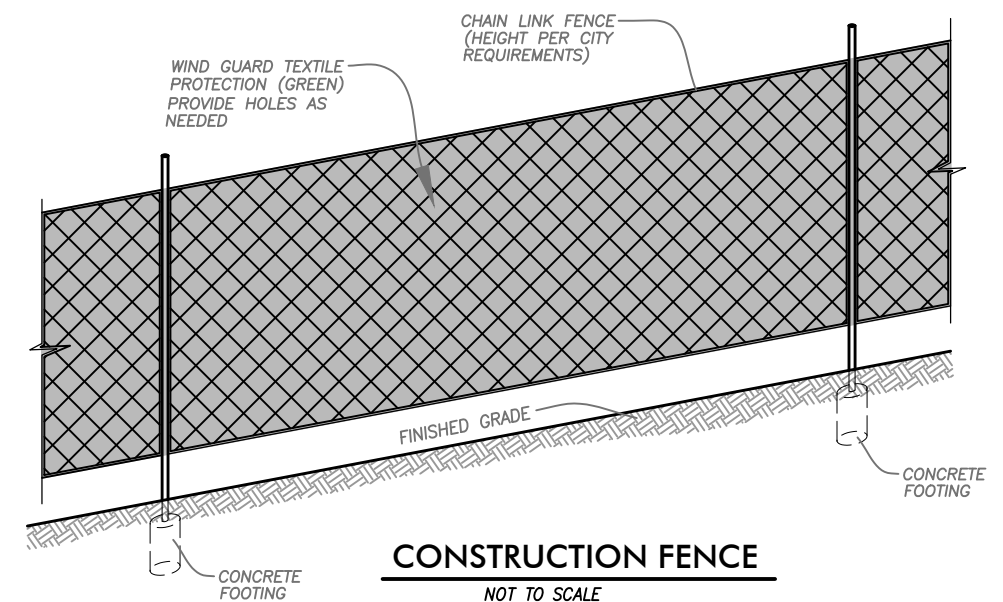 CHAIN LINK FENCE
(HEIGHT PER CITY
REQUIREMENTS)
WIND GUARD TEXTILE
PROTECTION (GREEN)
PROVIDE HOLES AS
NEEDED
FINISHED GRADE
CONCRETE
FOOTING
CONCRETE
FOOTING
CONSTRUCTION FENCE
NOT TO SCALE